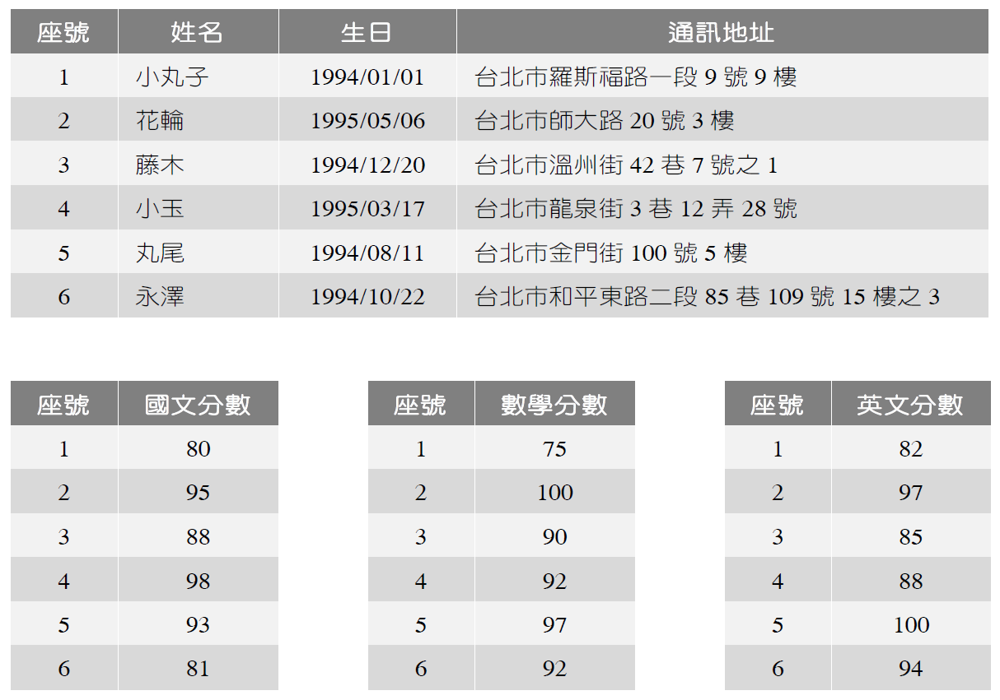 座號 姓名 生日 通訊地址
1 小丸子 1994/01/01 台北市羅斯福路一段 9 號 9 樓
2 花輪 1995/05/06 台北市師大路 20 號 3 樓
3 藤木 1994/12/20 台北市溫州街 42 巷 7 號之 1
4 小玉 1995/03/17 台北市龍泉街 3 巷 12 弄 28 號
5 丸尾 1994/08/11 台北市金門街 100 號 5 樓
6 永澤 1994/10/22 台北市和平東路二段 85 巷 109 號 15 樓之 3
座號 國文分數 座號 數學分數 座號 英文分數
1 80 1 75 1 82
2 95 2 100 2 97
3 88 3 90 3 85
4 98 4 92 4 88
5 93 5 97 5 100
6 81 6 92 6 94